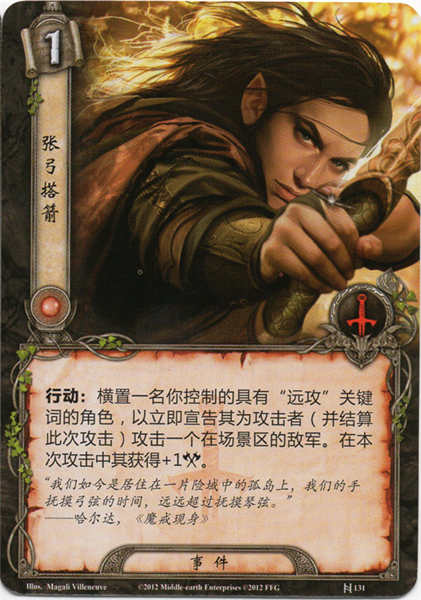 1
张弓搭箭
行动：横置一名你控制的具有“远攻”关键
词的角色，以立即宣告其为攻击者（并结算
此次攻击）攻击一个在场景区的敌军。在本
次攻击中其获得+1。
“我们如今是居住在一片险域中的孤岛上，我们的手
抚摸弓弦的时间，远远超过抚摸琴弦。”
——哈尔达，《魔戒现身》
事件
Illus. Magali Villeneuve
©2012 Middle-earth Enterprises ©2012 FFG
131